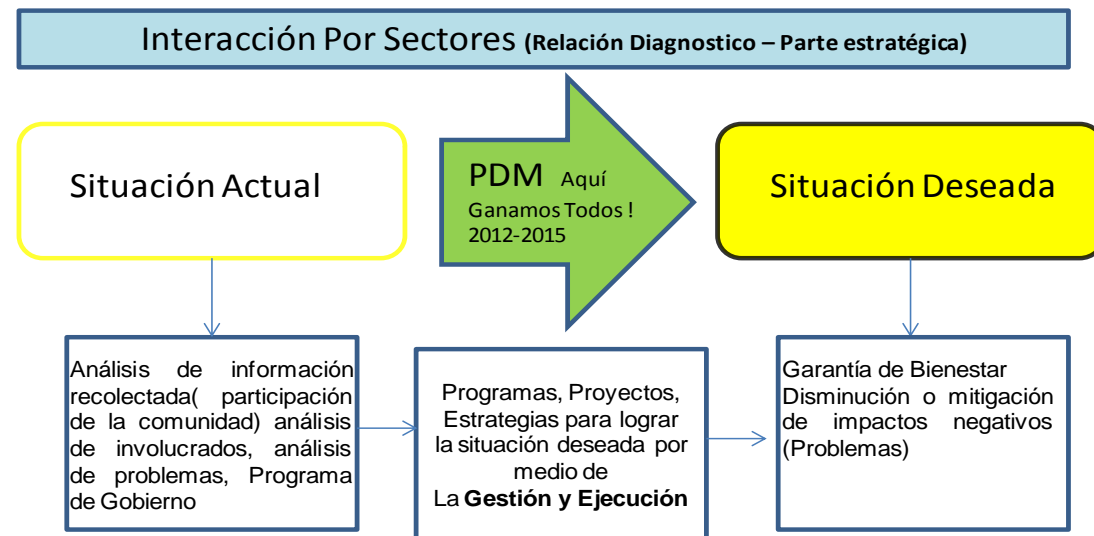 Interacción Por Sectores (Relación Diagnostico – Parte estratégica)
Situación Actual
PDM Aquí
Ganamos Todos !
2012-2015
Situación Deseada
Análisis de información
recolectada( participación
de la comunidad) análisis
de involucrados, análisis
de problemas, Programa
de Gobierno
Programas, Proyectos,
Estrategias para lograr
la situación deseada por
medio de
La Gestión y Ejecución
Garantía de Bienestar
Disminución o mitigación
de impactos negativos
(Problemas)